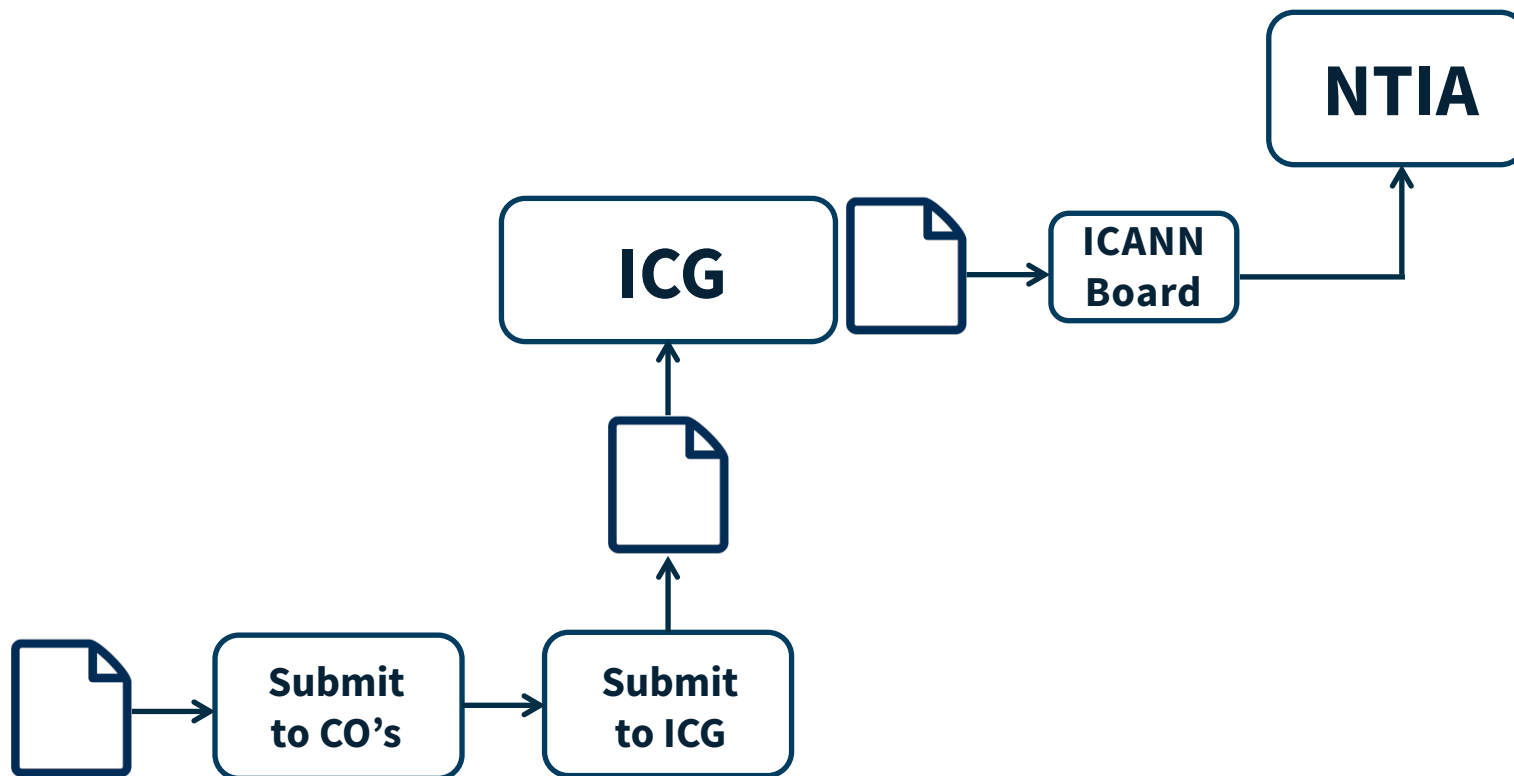 NTIA
ICG
ICANN
Board
Submit
to CO’s
Submit
to ICG